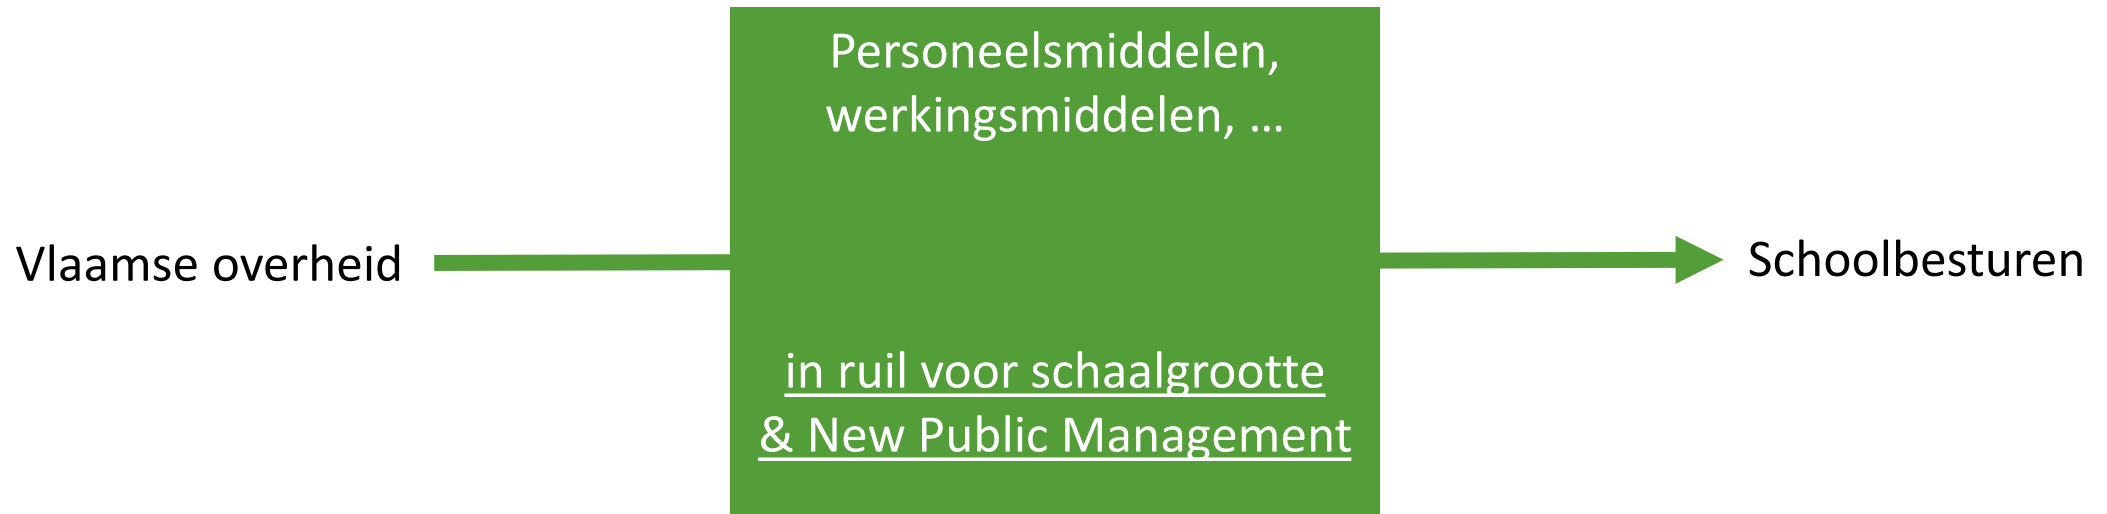 Personeelsmiddelen,
werkingsmiddelen, …
Vlaamse overheid
Schoolbesturen
in ruil voor schaalgrootte
& New Public Management